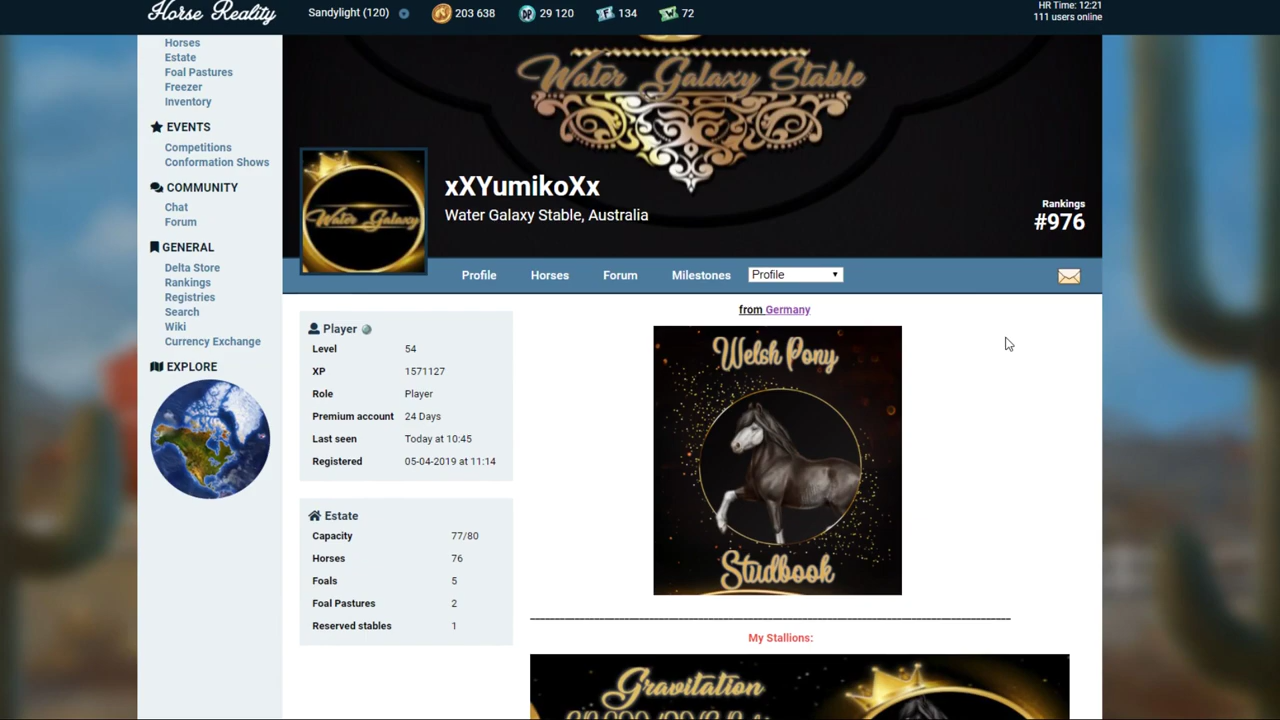 Horse Reality
Sandylight (120)
203 638
DP 29 120
134
72
HR Time: 12:21
111 users online
Horses
Estate
Foal Pastures
Freezer
Inventory
EVENTS
Competitions
Conformation Shows
COMMUNITY
Chat
Forum
GENERAL
Delta Store
Rankings
Registries
Search
Wiki
Currency Exchange
EXPLORE
Water Galaxy Stable
Water Galaxy
xXYumikoXx
Water Galaxy Stable, Australia
Rankings
#976
Profile
Horses
Forum
Milestones
Profile
from Germany
Player
Level 54
XP 1571127
Role Player
Premium account 24 Days
Last seen Today at 10:45
Registered 05-04-2019 at 11:14
Estate
Capacity 77/80
Horses 76
Foals 5
Foal Pastures 2
Reserved stables 1
Welsh Pony
Studbook
My Stallions:
Gravitation